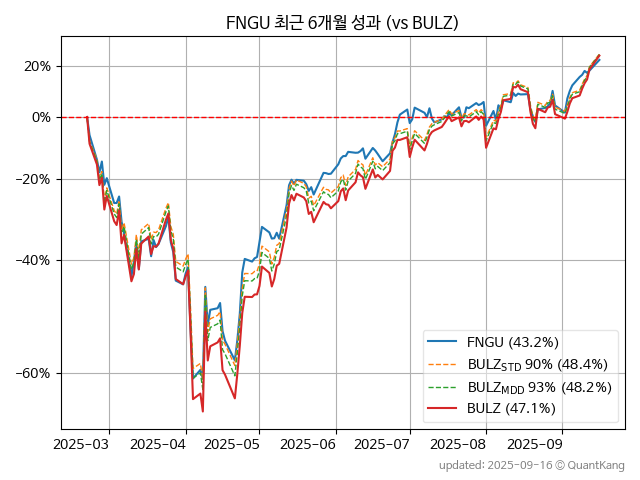 FNGU 최근 6개월 성과 (vs BULZ)
20%
0%
−20%
−40%
−60%
FNGU (43.2%)
BULZSTD 90% (48.4%)
BULZMDD 93% (48.2%)
BULZ (47.1%)
2025-03 2025-04 2025-05 2025-06 2025-07 2025-08 2025-09
updated: 2025-09-16 © QuantKang